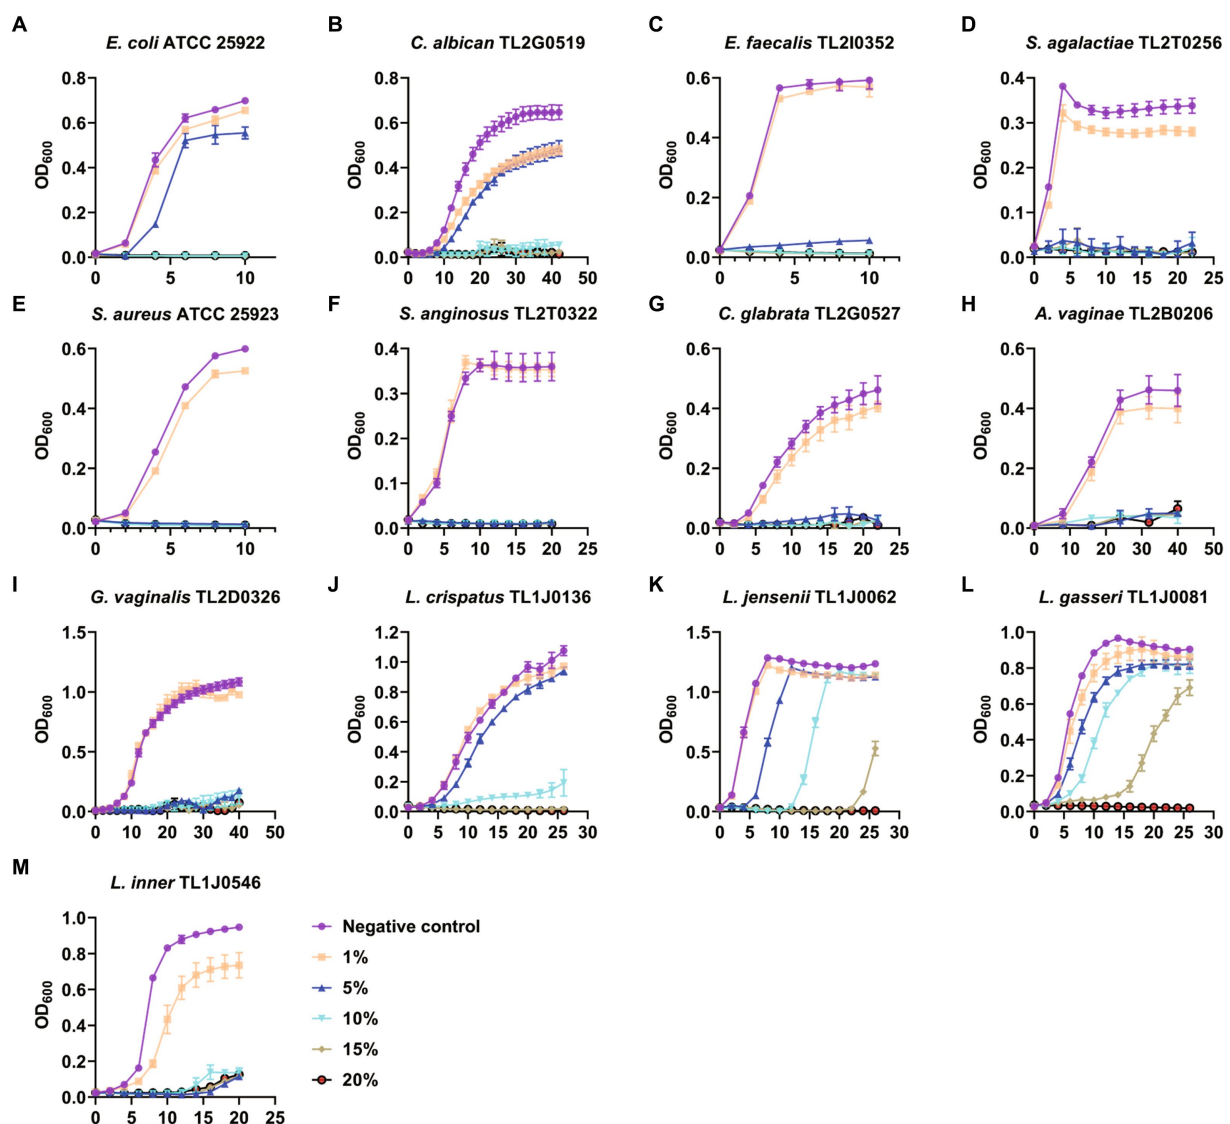 A
E. coli ATCC 25922
OD600
0.8
0.6
0.4
0.2
0.0
0 5 10
B
C. albican TL2G0519
OD600
0.8
0.6
0.4
0.2
0.0
0 10 20 30 40 50
C
E. faecalis TL2I0352
OD600
0.6
0.4
0.2
0.0
0 5 10
D
S. agalactiae TL2T0256
OD600
0.4
0.3
0.2
0.1
0.0
0 5 10 15 20 25
E
S. aureus ATCC 25923
OD600
0.6
0.4
0.2
0.0
0 5 10
F
S. anginosus TL2T0322
OD600
0.4
0.3
0.2
0.1
0.0
0 5 10 15 20 25
G
C. glabrata TL2G0527
OD600
0.6
0.4
0.2
0.0
0 5 10 15 20 25
H
A. vaginae TL2B0206
OD600
0.6
0.4
0.2
0.0
0 10 20 30 40 50
I
G. vaginalis TL2D0326
OD600
1.5
1.0
0.5
0.0
0 10 20 30 40 50
J
L. crispatus TL1J0136
OD600
1.2
1.0
0.8
0.6
0.4
0.2
0.0
0 5 10 15 20 25 30
K
L. jensenii TL1J0062
OD600
1.5
1.0
0.5
0.0
0 5 10 15 20 25 30
L
L. gasseri TL1J0081
OD600
1.0
0.8
0.6
0.4
0.2
0.0
0 5 10 15 20 25 30
M
L. inner TL1J0546
OD600
1.0
0.8
0.6
0.4
0.2
0.0
0 5 10 15 20 25
Negative control
1%
5%
10%
15%
20%